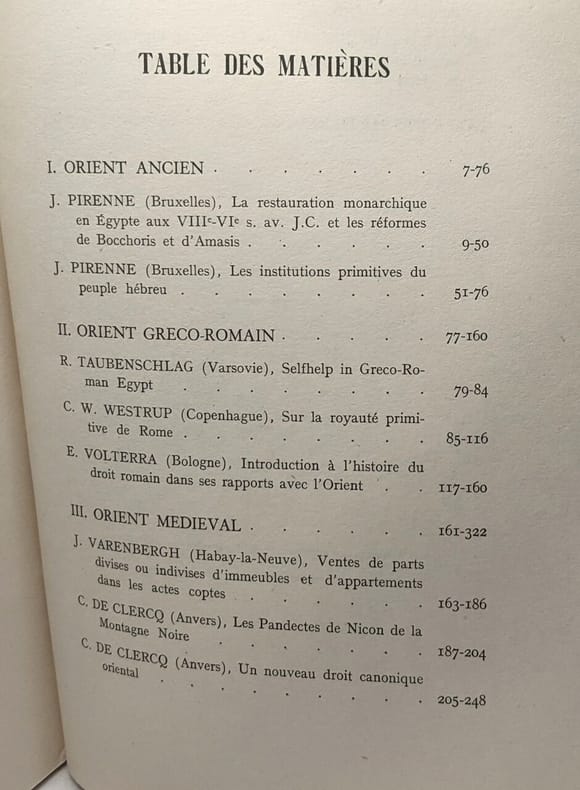 TABLE DES MATIÈRES
I. ORIENT ANCIEN . . . . . . . 7-76
J. PIRENNE (Bruxelles), La restauration monarchique
en Égypte aux VIIIᵉ-VIᵉ s. av. J.C. et les réformes
de Bocchoris et d'Amasis . . . . . . 9-50
J. PIRENNE (Bruxelles), Les institutions primitives du
peuple hébreu . . . . . . . . 51-76
II. ORIENT GRECO-ROMAIN . . . . . 77-160
R. TAUBENSCHLAG (Varsovie), Selfhelp in Greco-Ro-
man Egypt . . . . . . . . 79-84
C. W. WESTRUP (Copenhague), Sur la royauté primi-
tive de Rome . . . . . . . . 85-116
E. VOLTERRA (Bologne), Introduction à l'histoire du
droit romain dans ses rapports avec l'Orient . . 117-160
III. ORIENT MEDIEVAL . . . . . . 161-322
J. VARENBERGH (Habay-la-Neuve), Ventes de parts
divises ou indivises d'immeubles et d'appartements
dans les actes coptes . . . . . . . 163-186
C. DE CLERCQ (Anvers), Les Pandectes de Nicon de la
Montagne Noire . . . . . . . . 187-204
C. DE CLERCQ (Anvers), Un nouveau droit canonique
oriental . . . . . . . . . 205-248